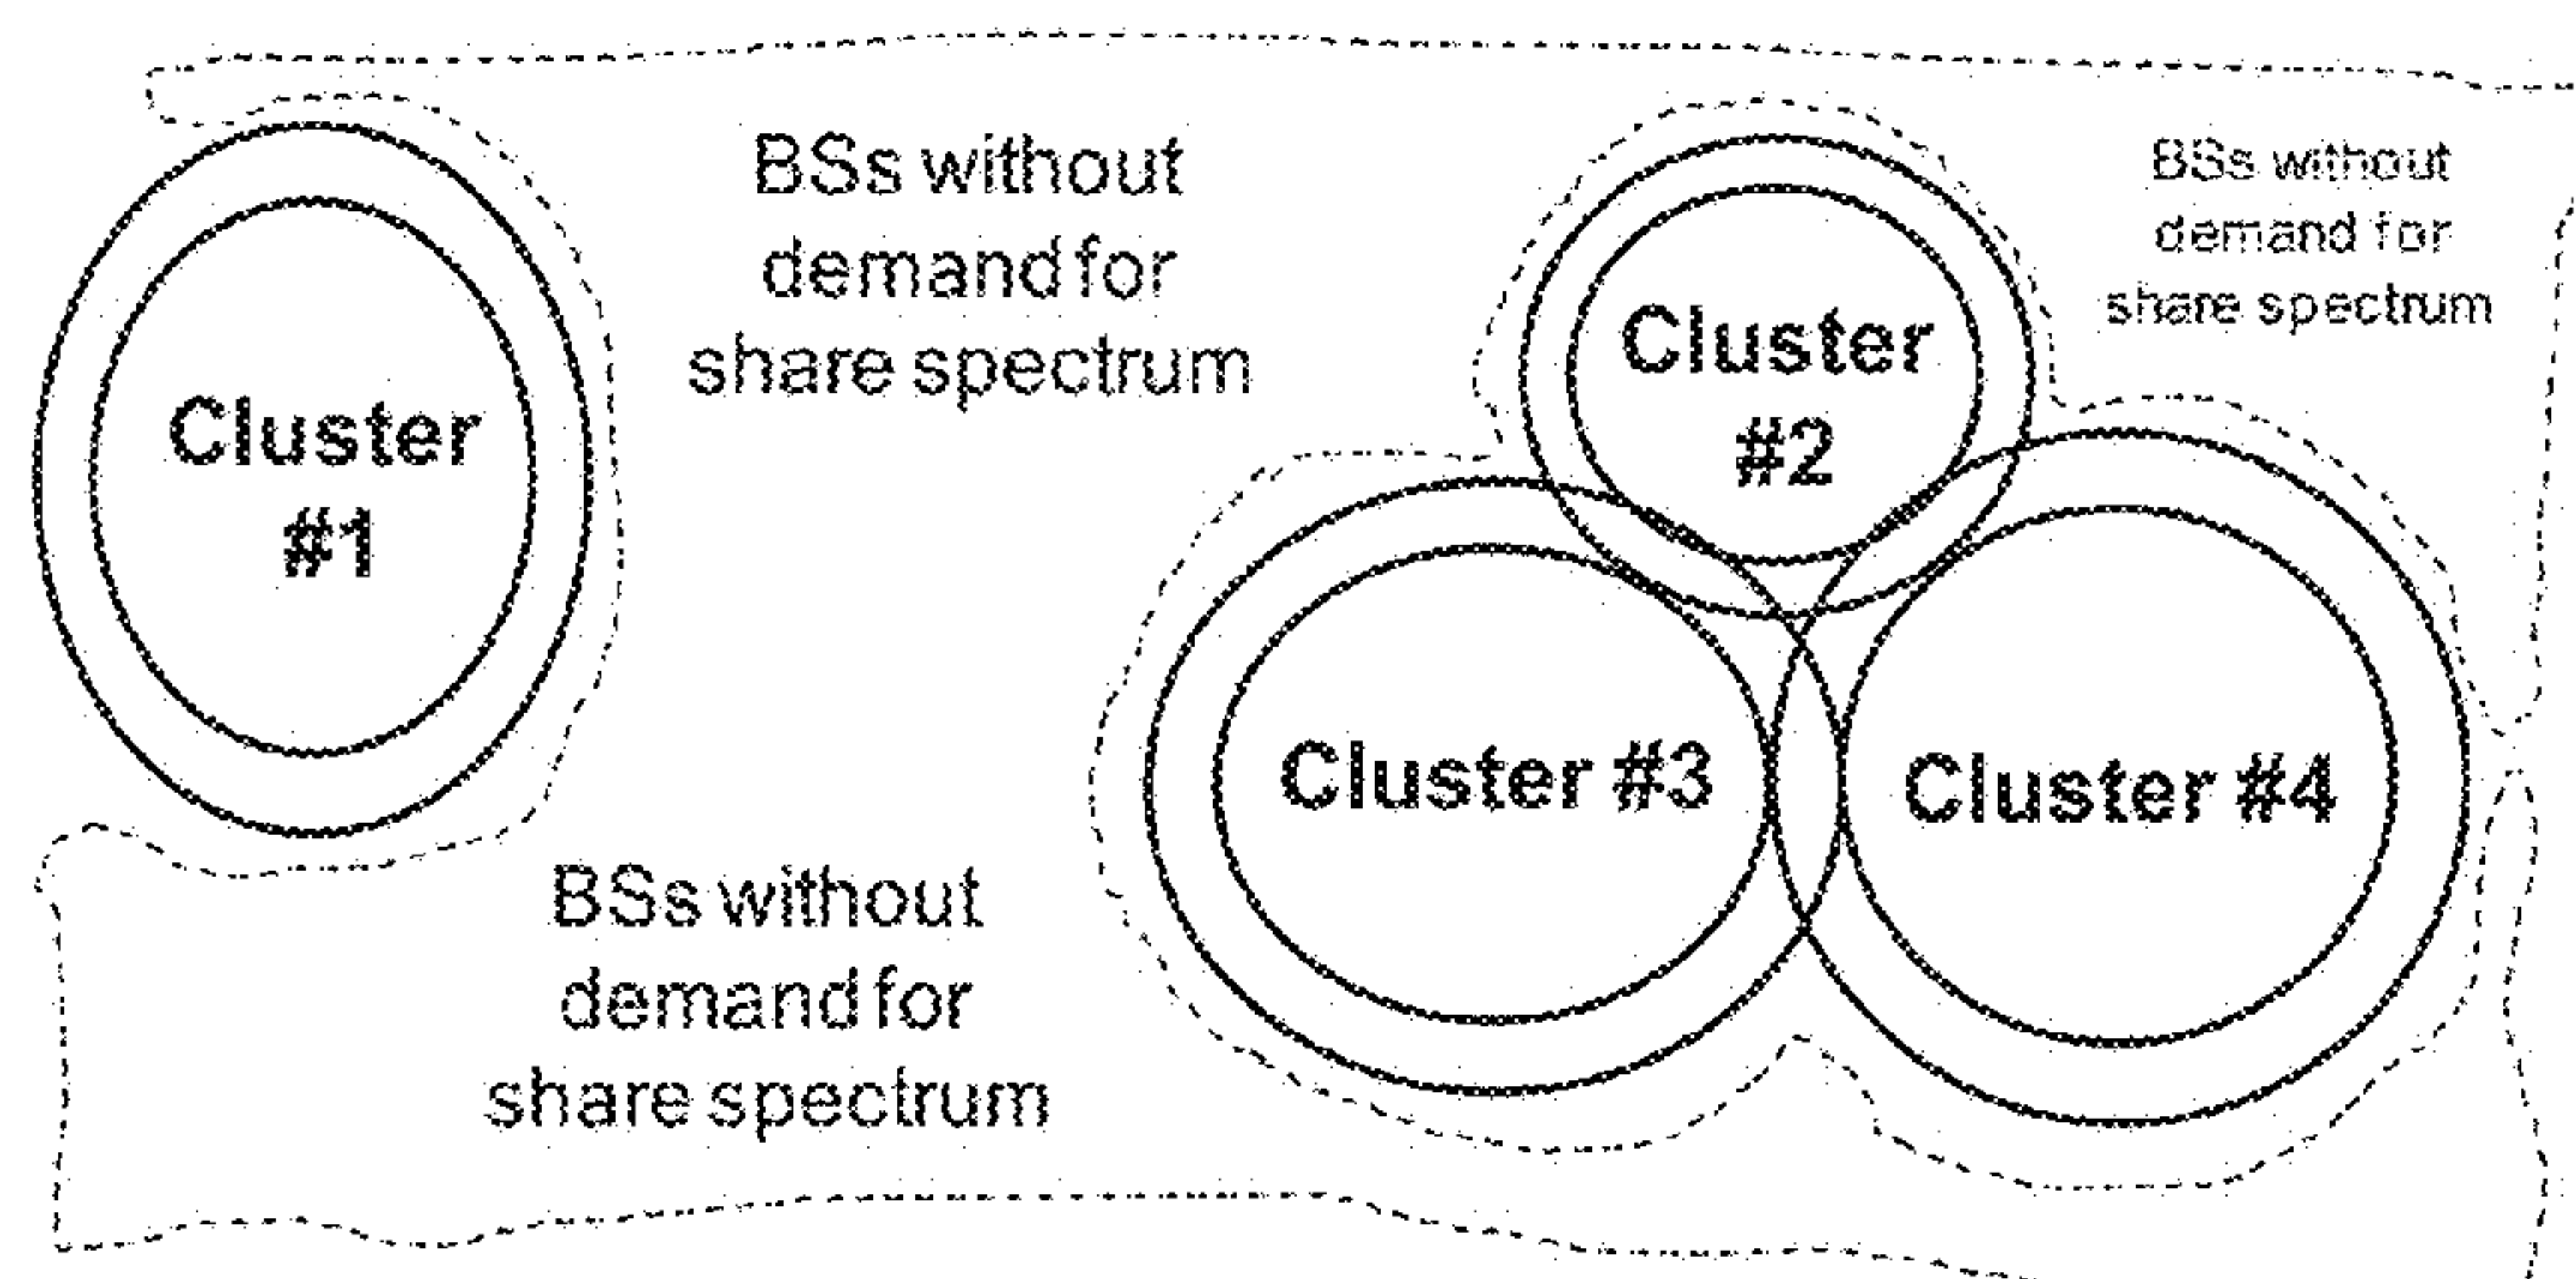 BSs without
demand for
share spectrum
BSs without
demand for
share spectrum
Cluster
#1
Cluster
#2
Cluster #3
Cluster #4
BSs without
demand for
share spectrum